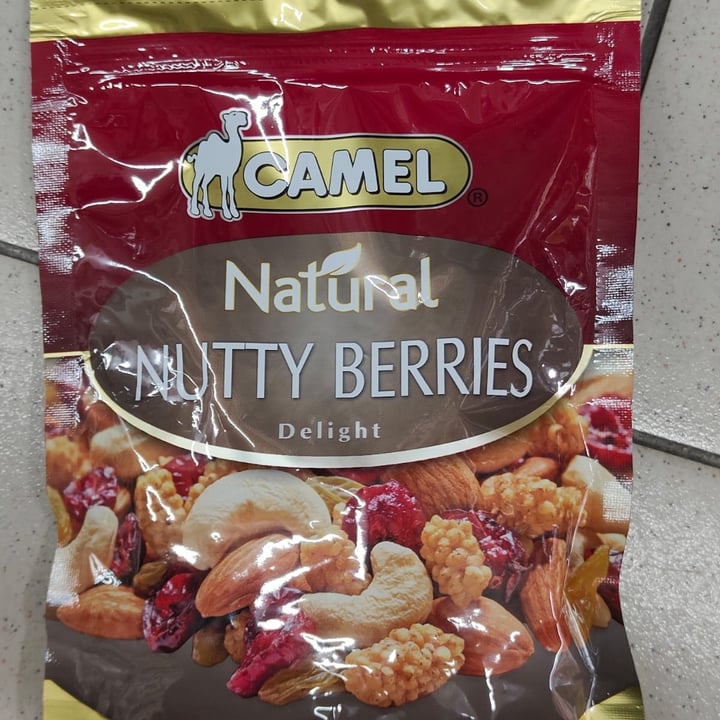 CAMEL ®
Natural
NUTTY BERRIES
Delight